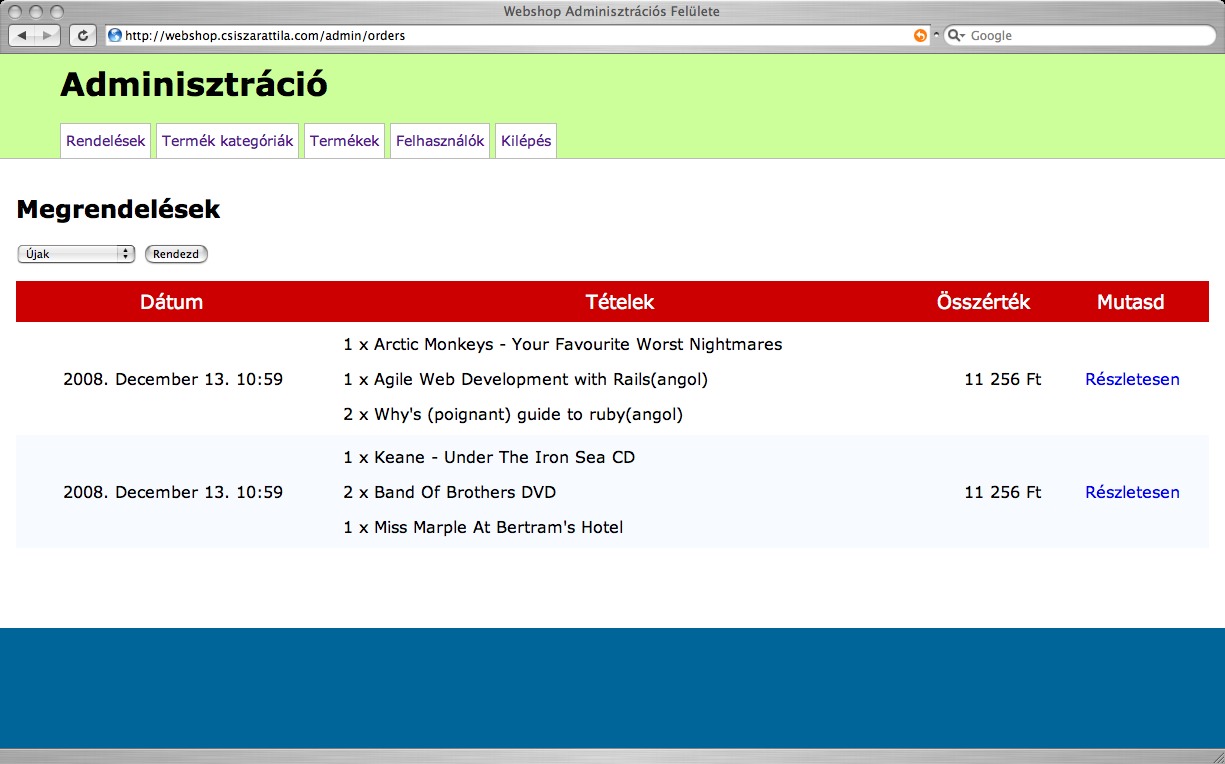 Webshop Adminisztrációs Felülete
http://webshop.csiszarattila.com/admin/orders
Google
Adminisztráció
Rendelések Termék kategóriák Termékek Felhasználók Kilépés
Megrendelések
Újak Rendezd
Dátum Tételek Összérték Mutasd
1 x Arctic Monkeys - Your Favourite Worst Nightmares
2008. December 13. 10:59 1 x Agile Web Development with Rails(angol) 11 256 Ft Részletesen
2 x Why's (poignant) guide to ruby(angol)
1 x Keane - Under The Iron Sea CD
2008. December 13. 10:59 2 x Band Of Brothers DVD 11 256 Ft Részletesen
1 x Miss Marple At Bertram's Hotel